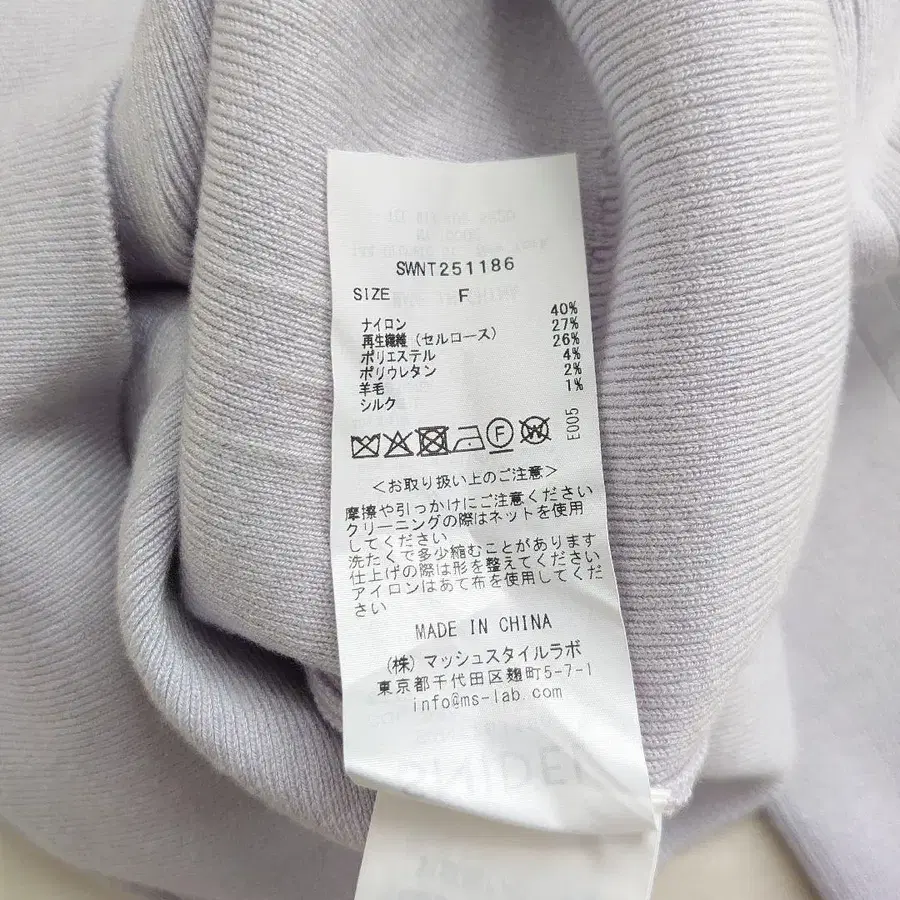 SWNT251186
SIZE F
ナイロン 40%
再生繊維(セルロース) 27%
ポリエステル 26%
ポリウレタン 4%
羊毛 2%
シルク 1%
F W E005
<お取り扱い上のご注意>
摩擦や引っかけにご注意ください
クリーニングの際はネットを使用
してください
洗たくで多少縮むことがあります
仕上げの際は形を整えてください
アイロンはあて布を使用してくだ
さい
MADE IN CHINA
(株)マッシュスタイルラボ
東京都千代田区麹町5-7-1
info@ms-lab.com